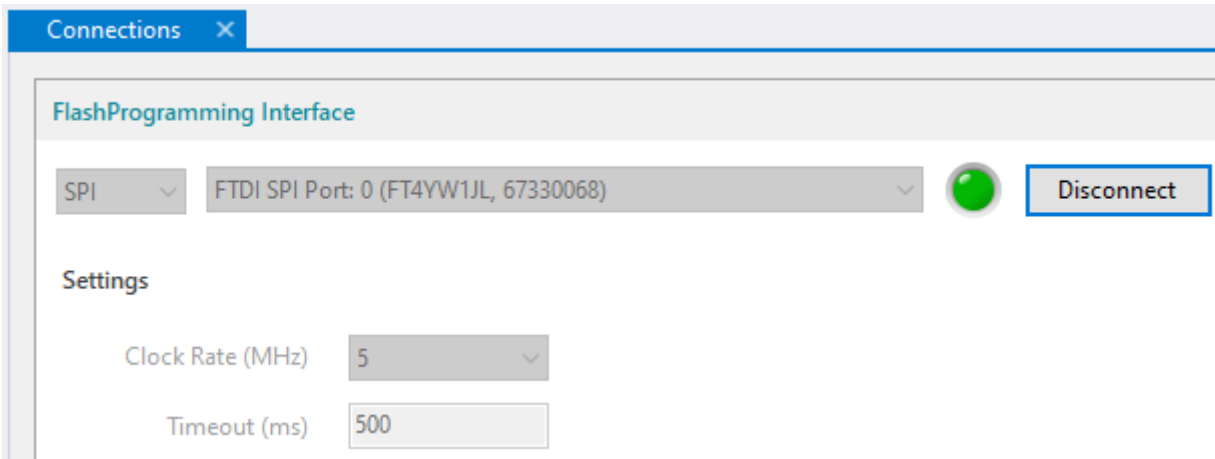 Connections ×
FlashProgramming Interface
SPI FTDI SPI Port: 0 (FT4YW1JL, 67330068) Disconnect
Settings
Clock Rate (MHz) 5
Timeout (ms) 500